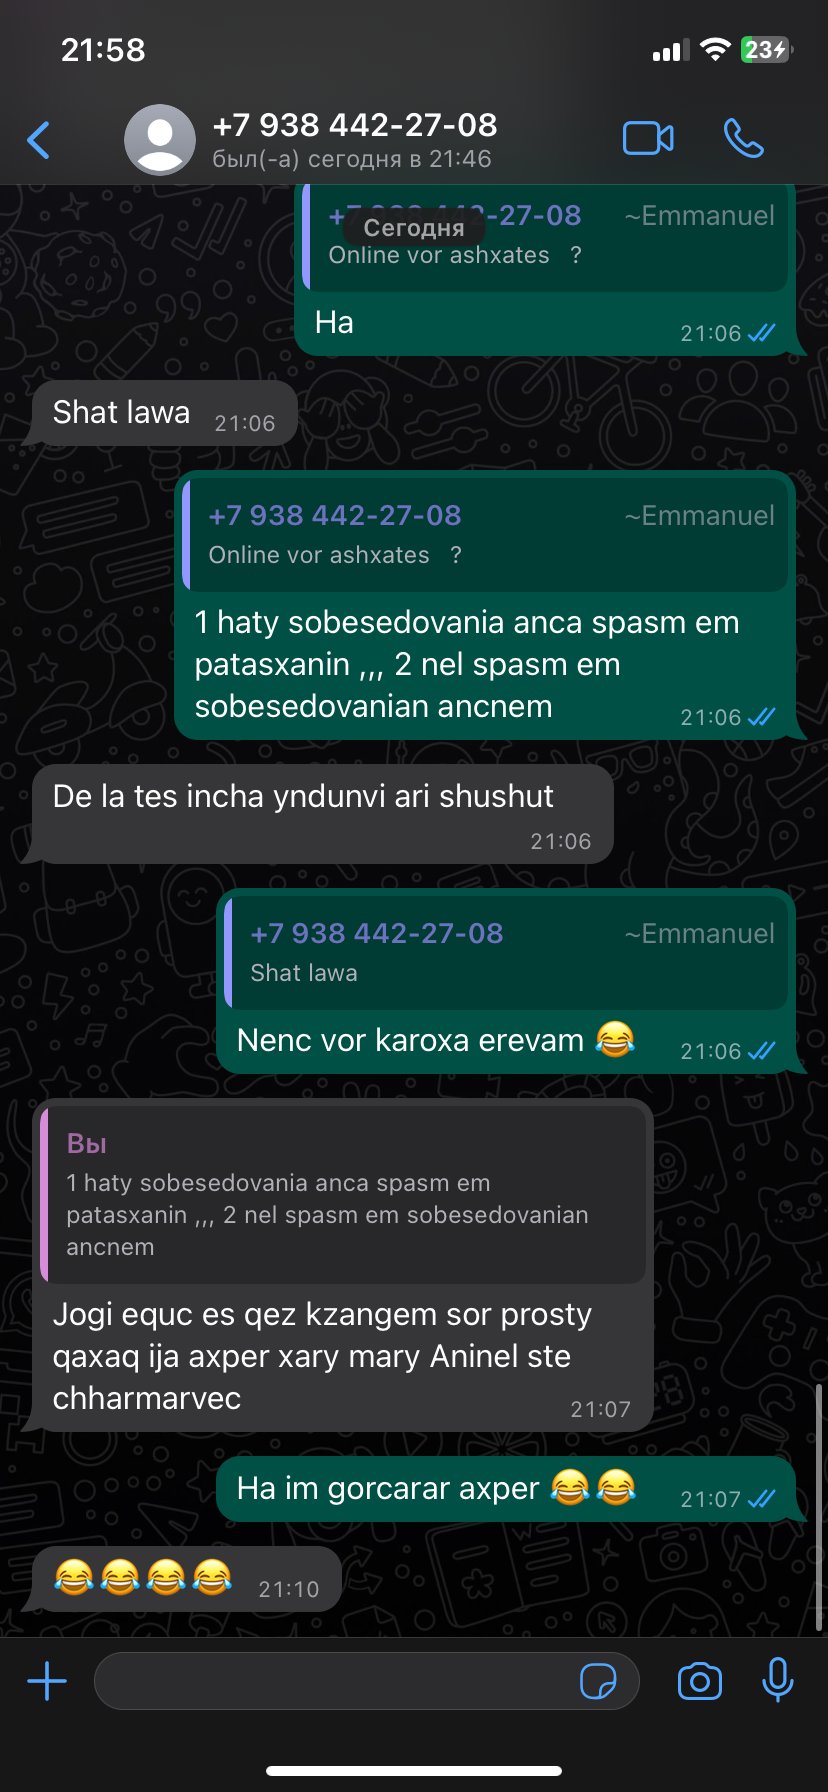 21:58
23
+7 938 442-27-08
был(-а) сегодня в 21:46
+7 938 442-27-08 ~Emmanuel
Сегодня
Online vor ashxates ?
Ha
21:06
Shat lawa
21:06
+7 938 442-27-08 ~Emmanuel
Online vor ashxates ?
1 haty sobesedovania anca spasm em
patasxanin ,,, 2 nel spasm em
sobesedovanian ancnem
21:06
De la tes incha yndunvi ari shushut
21:06
+7 938 442-27-08 ~Emmanuel
Shat lawa
Nenc vor karoxa erevam 😂
21:06
Вы
1 haty sobesedovania anca spasm em
patasxanin ,,, 2 nel spasm em sobesedovanian
ancnem
Jogi equc es qez kzangem sor prosty
qaxaq ija axper xary mary Aninel ste
chharmarvec
21:07
Ha im gorcarar axper 😂😂
21:07
😂😂😂😂
21:10